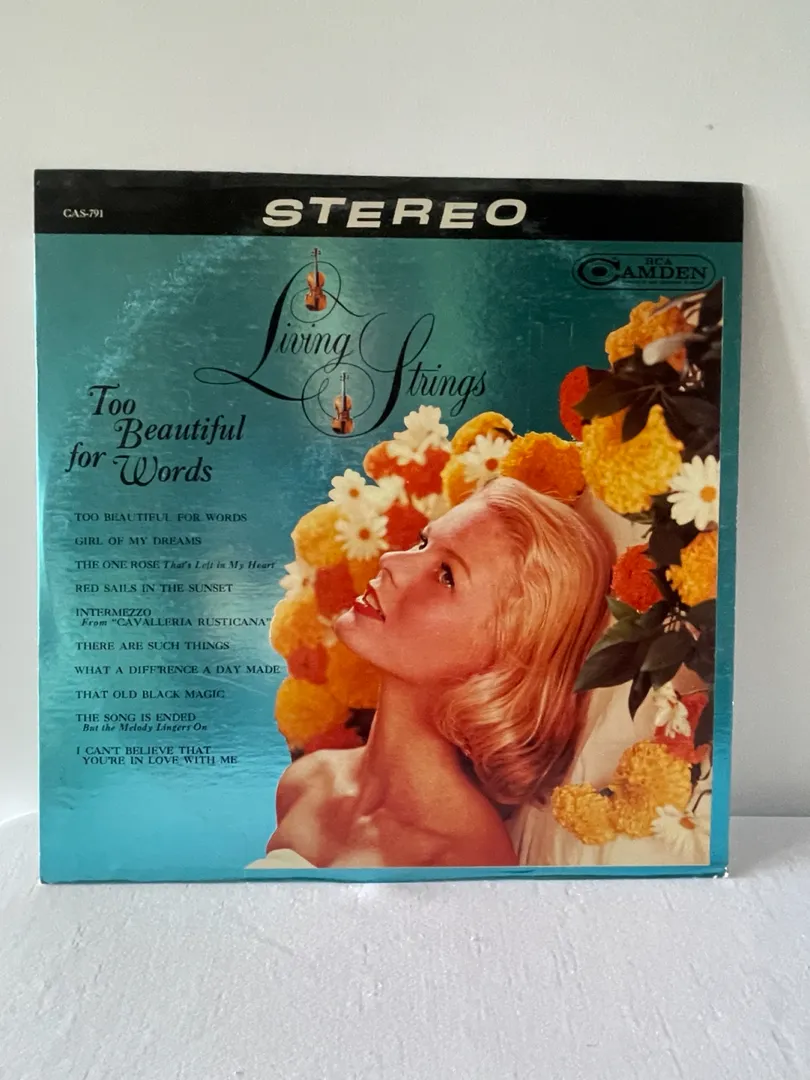 CAS-791
STEREO
RCA
CAMDEN
Living
Strings
Too
Beautiful
for Words
TOO BEAUTIFUL FOR WORDS
GIRL OF MY DREAMS
THE ONE ROSE That's Left in My Heart
RED SAILS IN THE SUNSET
INTERMEZZO
From "CAVALLERIA RUSTICANA"
THERE ARE SUCH THINGS
WHAT A DIFF'RENCE A DAY MADE
THAT OLD BLACK MAGIC
THE SONG IS ENDED
But the Melody Lingers On
I CAN'T BELIEVE THAT
YOU'RE IN LOVE WITH ME